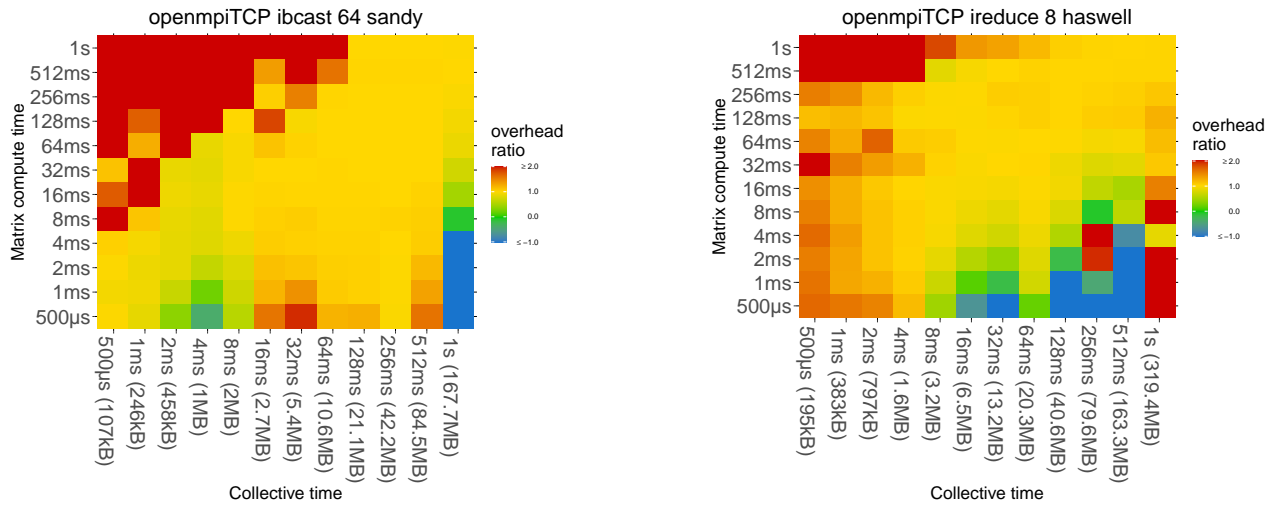 openmpiTCP ibcast 64 sandy
1s
512ms
256ms
128ms
64ms
32ms
16ms
8ms
4ms
2ms
1ms
500µs
Matrix compute time
500µs (107kB)
1ms (246kB)
2ms (458kB)
4ms (1MB)
8ms (2MB)
16ms (2.7MB)
32ms (5.4MB)
64ms (10.6MB)
128ms (21.1MB)
256ms (42.2MB)
512ms (84.5MB)
1s (167.7MB)
Collective time
overhead
ratio
≥ 2.0
1.0
0.0
≤ −1.0
openmpiTCP ireduce 8 haswell
1s
512ms
256ms
128ms
64ms
32ms
16ms
8ms
4ms
2ms
1ms
500µs
Matrix compute time
500µs (195kB)
1ms (383kB)
2ms (797kB)
4ms (1.6MB)
8ms (3.2MB)
16ms (6.5MB)
32ms (13.2MB)
64ms (20.3MB)
128ms (40.6MB)
256ms (79.6MB)
512ms (163.3MB)
1s (319.4MB)
Collective time
overhead
ratio
≥ 2.0
1.0
0.0
≤ −1.0